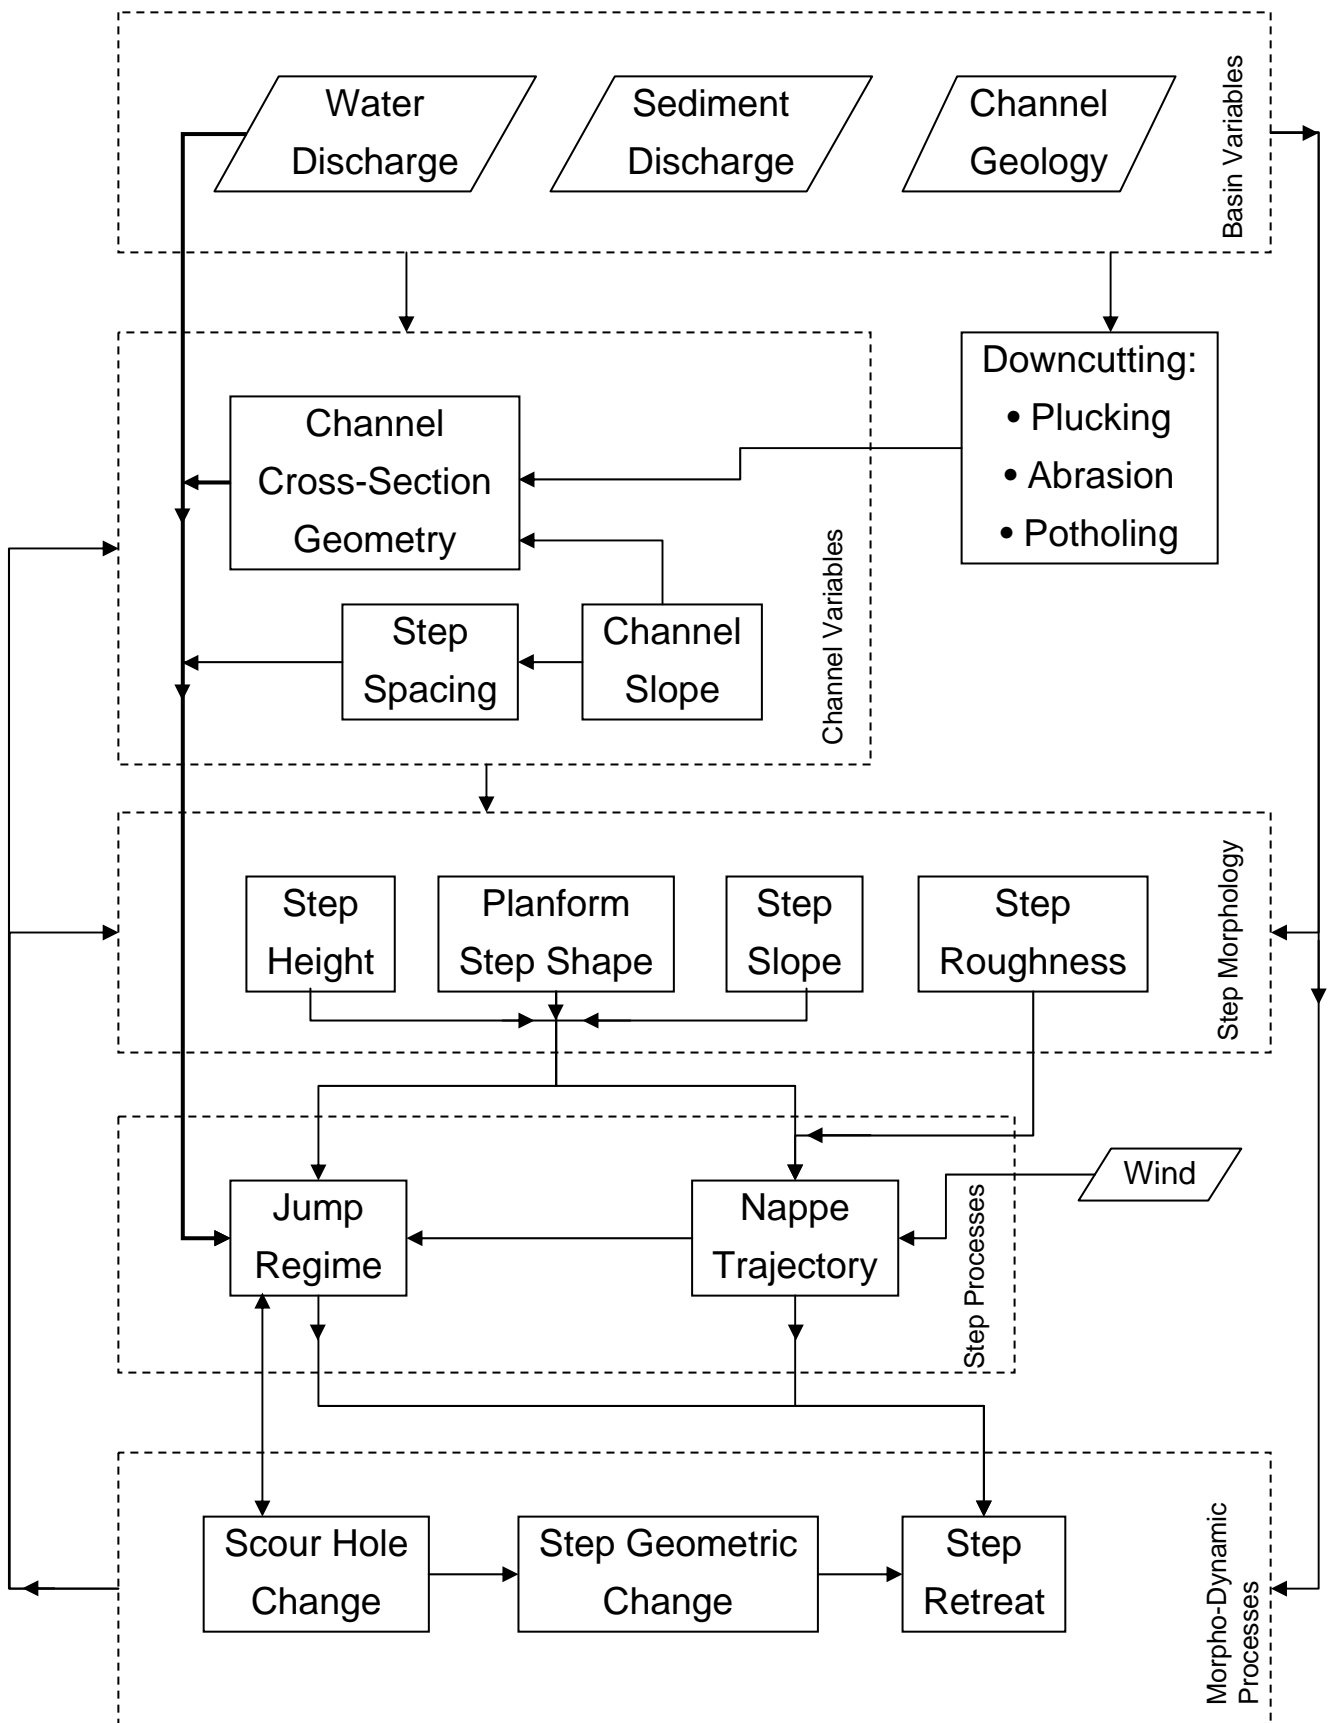 Water
Discharge
Sediment
Discharge
Channel
Geology
Basin Variables
Downcutting:
• Plucking
• Abrasion
• Potholing
Channel
Cross-Section
Geometry
Step
Spacing
Channel
Slope
Channel Variables
Step
Height
Planform
Step Shape
Step
Slope
Step
Roughness
Step Morphology
Wind
Jump
Regime
Nappe
Trajectory
Step Processes
Scour Hole
Change
Step Geometric
Change
Step
Retreat
Morpho-Dynamic
Processes